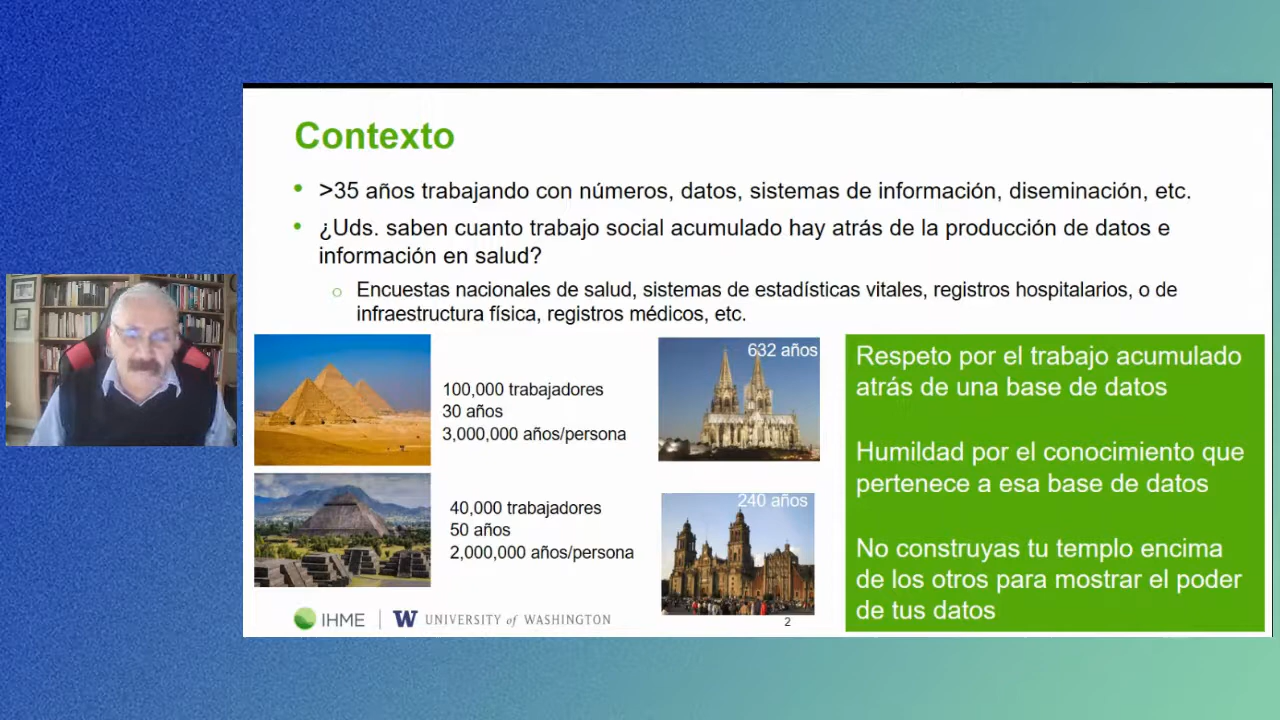 Contexto
• >35 años trabajando con números, datos, sistemas de información, diseminación, etc.
• ¿Uds. saben cuanto trabajo social acumulado hay atrás de la producción de datos e
información en salud?
○ Encuestas nacionales de salud, sistemas de estadísticas vitales, registros hospitalarios, o de
infraestructura física, registros médicos, etc.
100,000 trabajadores
30 años
3,000,000 años/persona
632 años
40,000 trabajadores
50 años
2,000,000 años/persona
240 años
Respeto por el trabajo acumulado
atrás de una base de datos
Humildad por el conocimiento que
pertenece a esa base de datos
No construyas tu templo encima
de los otros para mostrar el poder
de tus datos
IHME | W UNIVERSITY of WASHINGTON
2